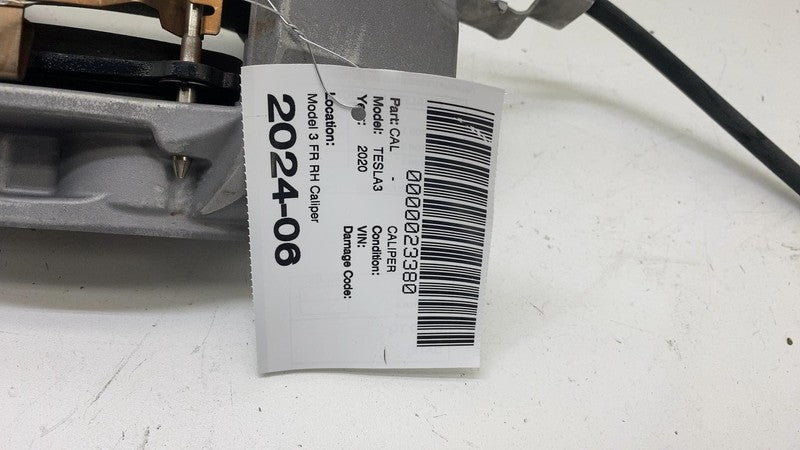 0000023380
Part: CAL - CALIPER
Model: TESLA3 Condition:
Year: 2020 VIN:
Damage Code:
Location:
Model 3 FR RH Caliper
2024-06